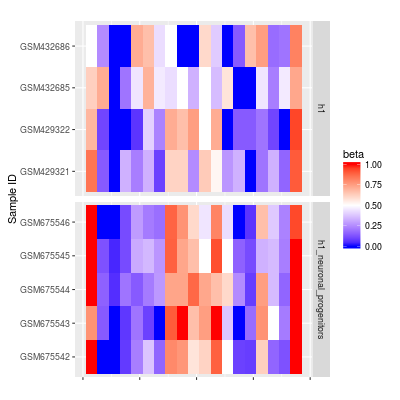 GSM432686
GSM432685
GSM429322
GSM429321
h1
GSM675546
GSM675545
GSM675544
GSM675543
GSM675542
h1_neuronal_progenitors
Sample ID
beta
1.00
0.75
0.50
0.25
0.00